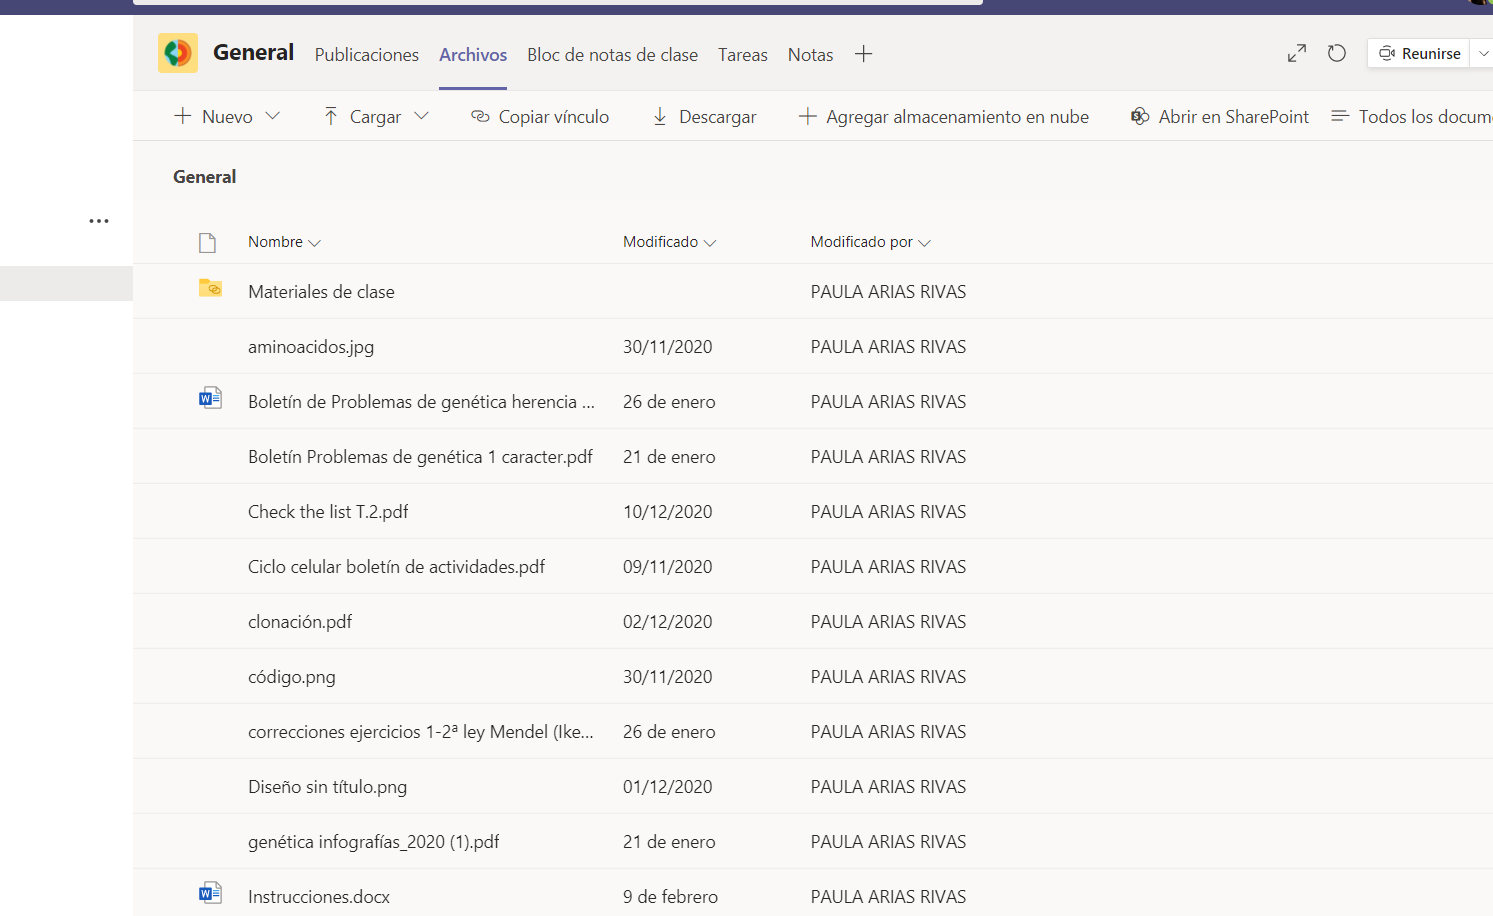 General Publicaciones Archivos Bloc de notas de clase Tareas Notas Reunirse
Nuevo Cargar Copiar vínculo Descargar Agregar almacenamiento en nube Abrir en SharePoint Todos los docum
General
Nombre Modificado Modificado por
Materiales de clase PAULA ARIAS RIVAS
aminoacidos.jpg 30/11/2020 PAULA ARIAS RIVAS
Boletín de Problemas de genética herencia ... 26 de enero PAULA ARIAS RIVAS
Boletín Problemas de genética 1 caracter.pdf 21 de enero PAULA ARIAS RIVAS
Check the list T.2.pdf 10/12/2020 PAULA ARIAS RIVAS
Ciclo celular boletín de actividades.pdf 09/11/2020 PAULA ARIAS RIVAS
clonación.pdf 02/12/2020 PAULA ARIAS RIVAS
código.png 30/11/2020 PAULA ARIAS RIVAS
correcciones ejercicios 1-2ª ley Mendel (Ike... 26 de enero PAULA ARIAS RIVAS
Diseño sin título.png 01/12/2020 PAULA ARIAS RIVAS
genética infografías_2020 (1).pdf 21 de enero PAULA ARIAS RIVAS
Instrucciones.docx 9 de febrero PAULA ARIAS RIVAS